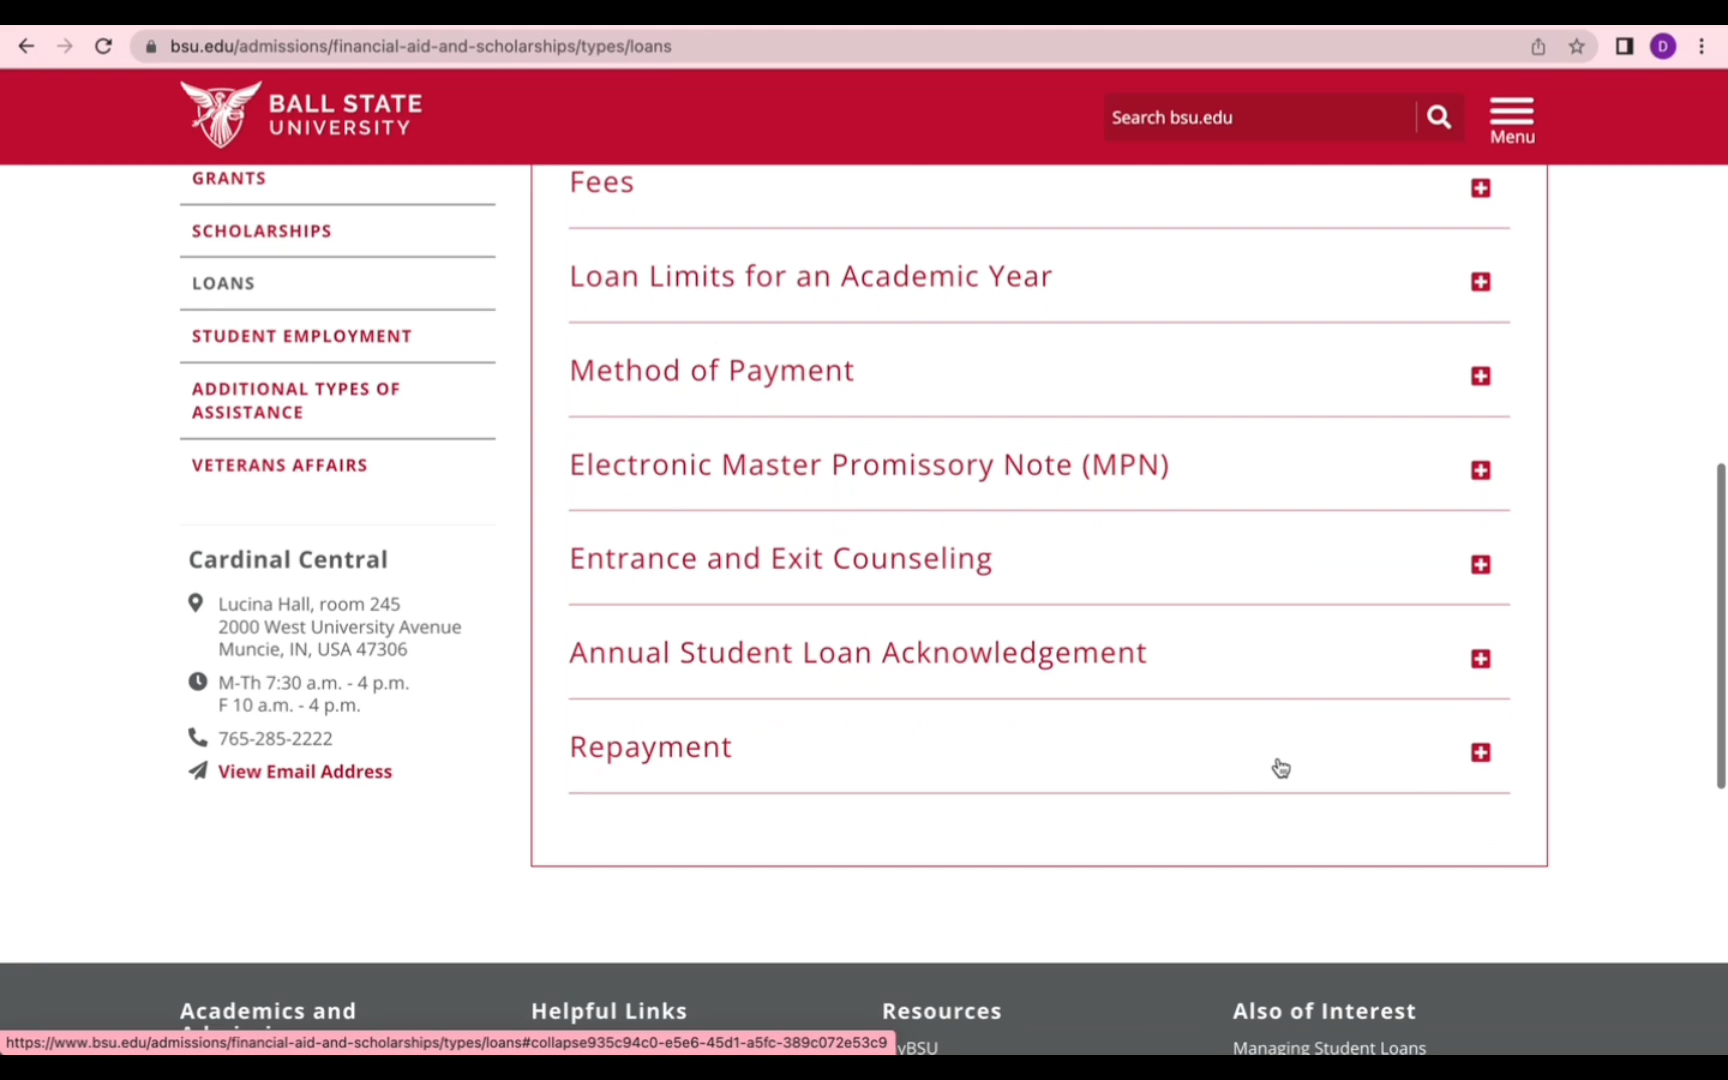 bsu.edu/admissions/financial-aid-and-scholarships/types/loans
D
BALL STATE
UNIVERSITY
Search bsu.edu
Menu
GRANTS
SCHOLARSHIPS
LOANS
STUDENT EMPLOYMENT
ADDITIONAL TYPES OF
ASSISTANCE
VETERANS AFFAIRS
Cardinal Central
Lucina Hall, room 245
2000 West University Avenue
Muncie, IN, USA 47306
M-Th 7:30 a.m. - 4 p.m.
F 10 a.m. - 4 p.m.
765-285-2222
View Email Address
Fees
Loan Limits for an Academic Year
Method of Payment
Electronic Master Promissory Note (MPN)
Entrance and Exit Counseling
Annual Student Loan Acknowledgement
Repayment
Academics and
Helpful Links
Resources
yBSU
Also of Interest
Managing Student Loans
https://www.bsu.edu/admissions/financial-aid-and-scholarships/types/loans#collapse935c94c0-e5e6-45d1-a5fc-389c072e53c9